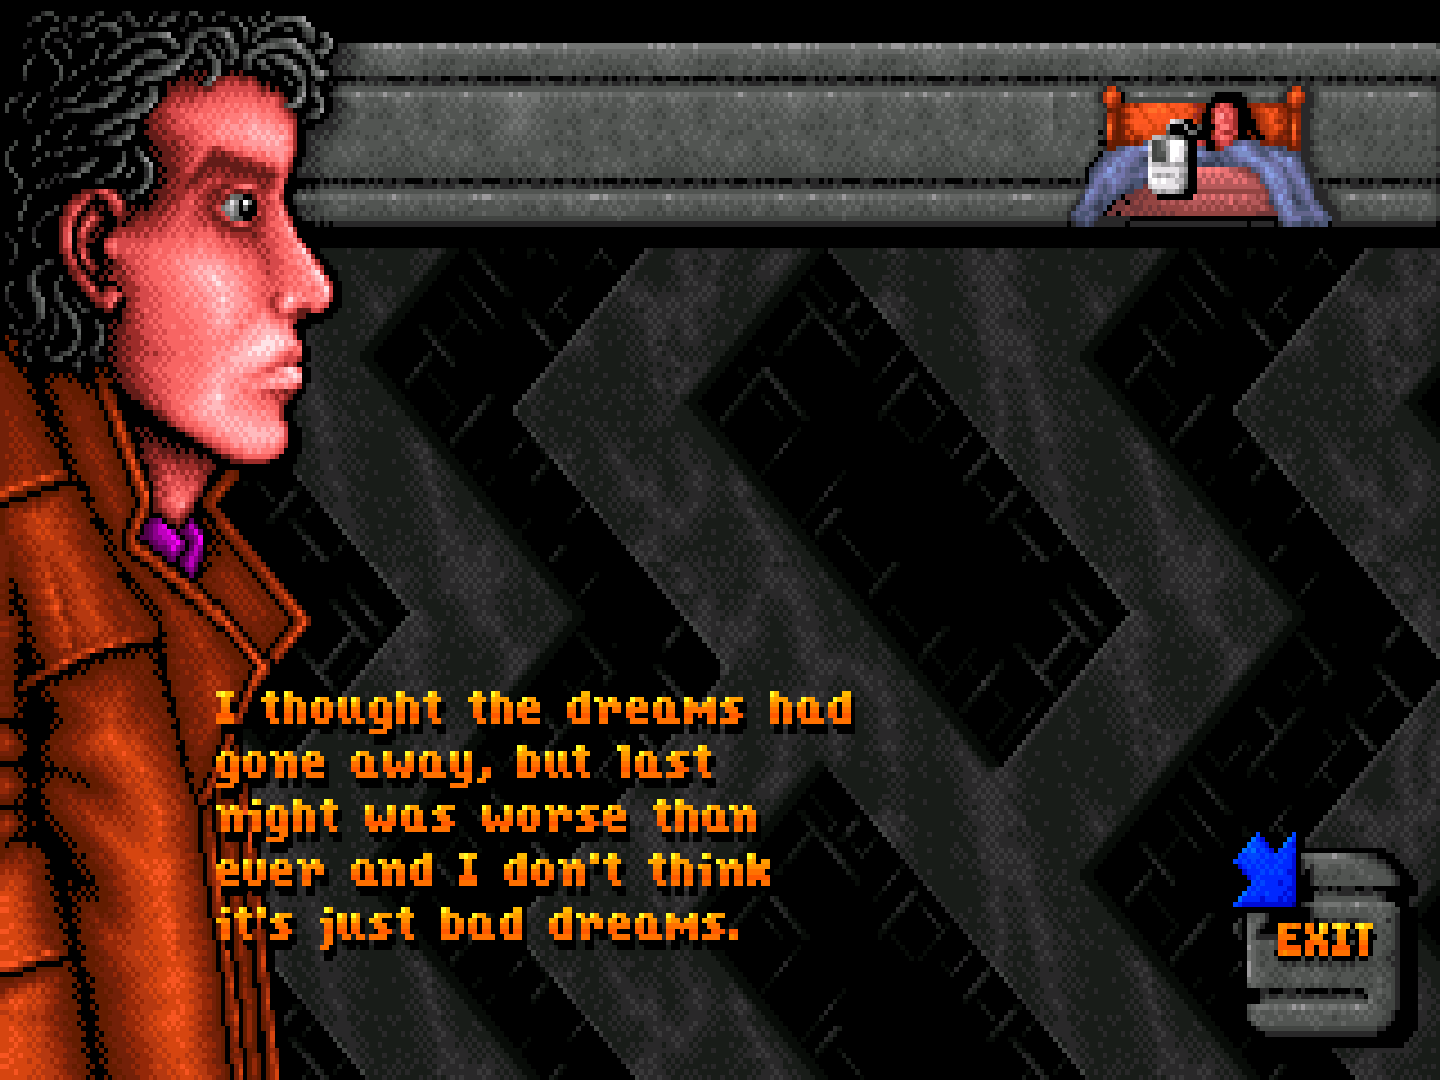 I thought the dreams had
gone away, but last
night was worse than
ever and I don't think
it's just bad dreams.
EXIT